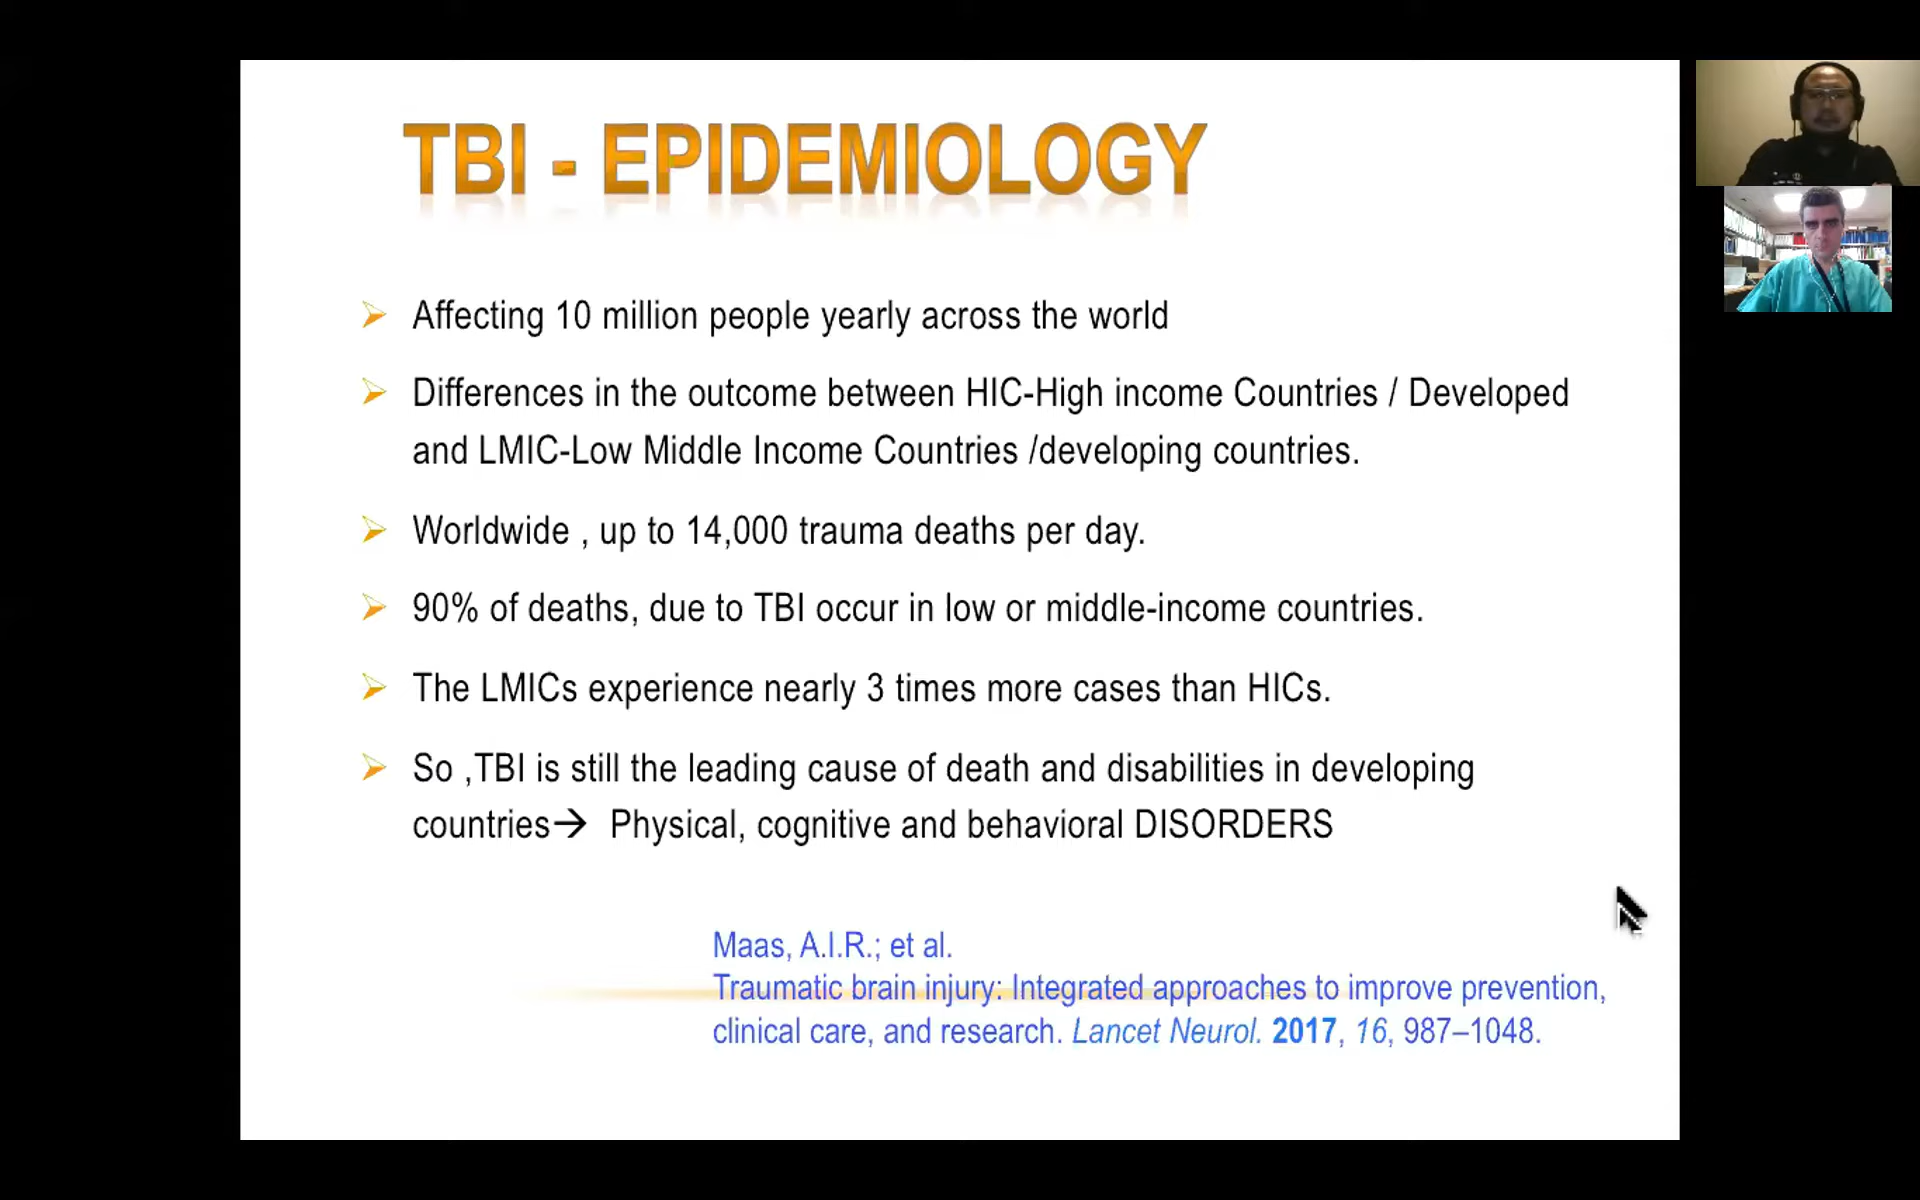 TBI - EPIDEMIOLOGY
Affecting 10 million people yearly across the world
Differences in the outcome between HIC-High income Countries / Developed
and LMIC-Low Middle Income Countries /developing countries.
Worldwide , up to 14,000 trauma deaths per day.
90% of deaths, due to TBI occur in low or middle-income countries.
The LMICs experience nearly 3 times more cases than HICs.
So ,TBI is still the leading cause of death and disabilities in developing
countries→ Physical, cognitive and behavioral DISORDERS
Maas, A.I.R.; et al.
Traumatic brain injury: Integrated approaches to improve prevention,
clinical care, and research. Lancet Neurol. 2017, 16, 987–1048.